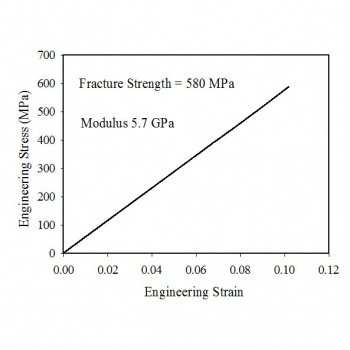 700
Fracture Strength = 580 MPa
600
500
Modulus 5.7 GPa
400
300
200
100
0
Engineering Stress (MPa)
0.00 0.02 0.04 0.06 0.08 0.10 0.12
Engineering Strain